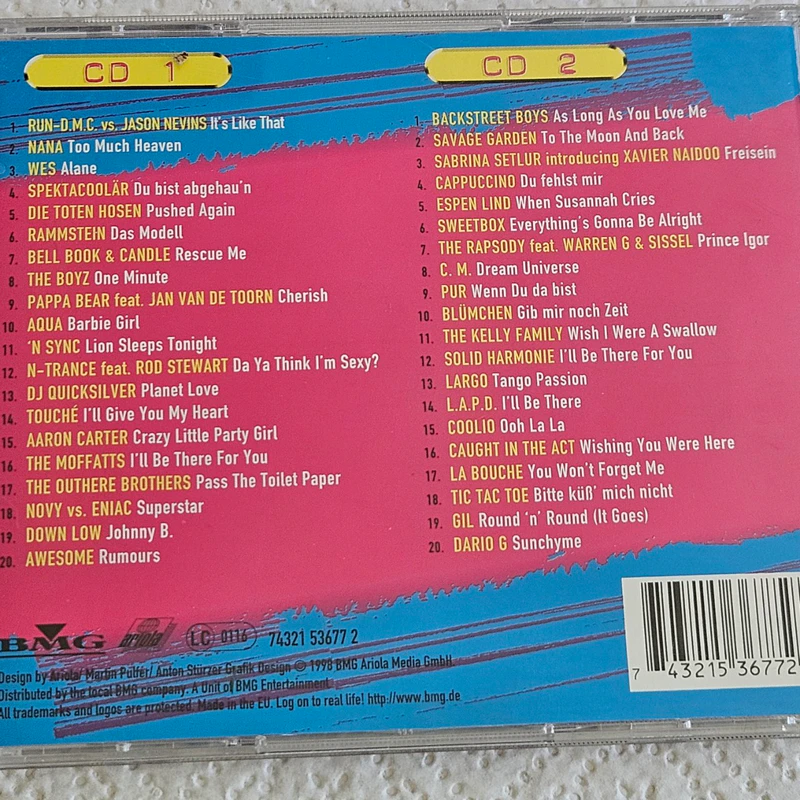 CD 1
1. RUN-D.M.C. vs. JASON NEVINS It's Like That
2. NANA Too Much Heaven
3. WES Alane
4. SPEKTACOOLÄR Du bist abgehau'n
5. DIE TOTEN HOSEN Pushed Again
6. RAMMSTEIN Das Modell
7. BELL BOOK & CANDLE Rescue Me
8. THE BOYZ One Minute
9. PAPPA BEAR feat. JAN VAN DE TOORN Cherish
10. AQUA Barbie Girl
11. 'N SYNC Lion Sleeps Tonight
12. N-TRANCE feat. ROD STEWART Da Ya Think I'm Sexy?
13. DJ QUICKSILVER Planet Love
14. TOUCHÉ I'll Give You My Heart
15. AARON CARTER Crazy Little Party Girl
16. THE MOFFATTS I'll Be There For You
17. THE OUTHERE BROTHERS Pass The Toilet Paper
18. NOVY vs. ENIAC Superstar
19. DOWN LOW Johnny B.
20. AWESOME Rumours
CD 2
1. BACKSTREET BOYS As Long As You Love Me
2. SAVAGE GARDEN To The Moon And Back
3. SABRINA SETLUR introducing XAVIER NAIDOO Freisein
4. CAPPUCCINO Du fehlst mir
5. ESPEN LIND When Susannah Cries
6. SWEETBOX Everything's Gonna Be Alright
7. THE RAPSODY feat. WARREN G & SISSEL Prince Igor
8. C. M. Dream Universe
9. PUR Wenn Du da bist
10. BLÜMCHEN Gib mir noch Zeit
11. THE KELLY FAMILY Wish I Were A Swallow
12. SOLID HARMONIE I'll Be There For You
13. LARGO Tango Passion
14. L.A.P.D. I'll Be There
15. COOLIO Ooh La La
16. CAUGHT IN THE ACT Wishing You Were Here
17. LA BOUCHE You Won't Forget Me
18. TIC TAC TOE Bitte küß' mich nicht
19. GIL Round 'n' Round (It Goes)
20. DARIO G Sunchyme
BMG ariola LC 0116 74321 53677 2
Design by Ariola/ Martin Pülfer/ Anton Stürzer Grafik Design © 1998 BMG Ariola Media GmbH.
Distributed by the local BMG company. A Unit of BMG Entertainment
All trademarks and logos are protected. Made in the EU. Log on to real life! http://www.bmg.de
7 43215 36772